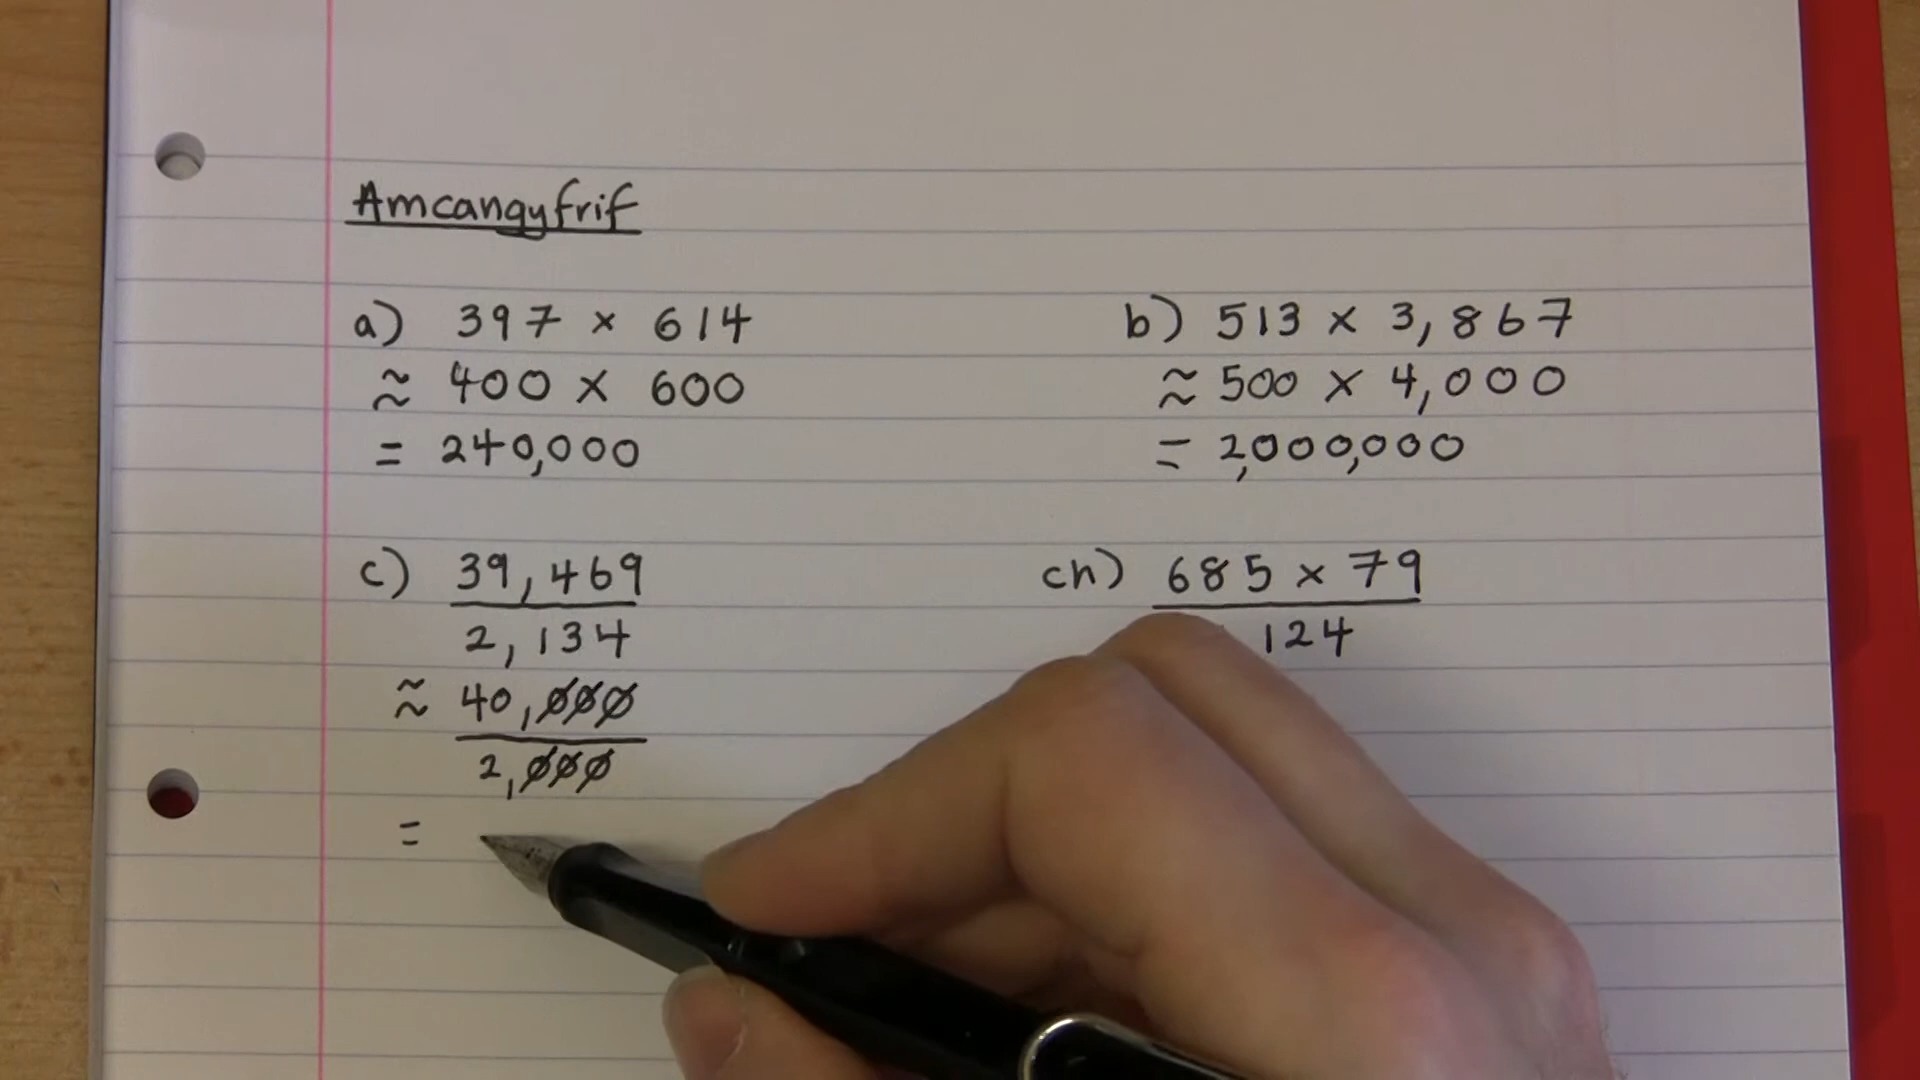 Amcangyfrif
a) 397 × 614
≈ 400 × 600
= 240,000
b) 513 × 3,867
≈ 500 × 4,000
= 2,000,000
c) 39,469
2,134
≈ 40,000
2,000
=
ch) 685 × 79
124